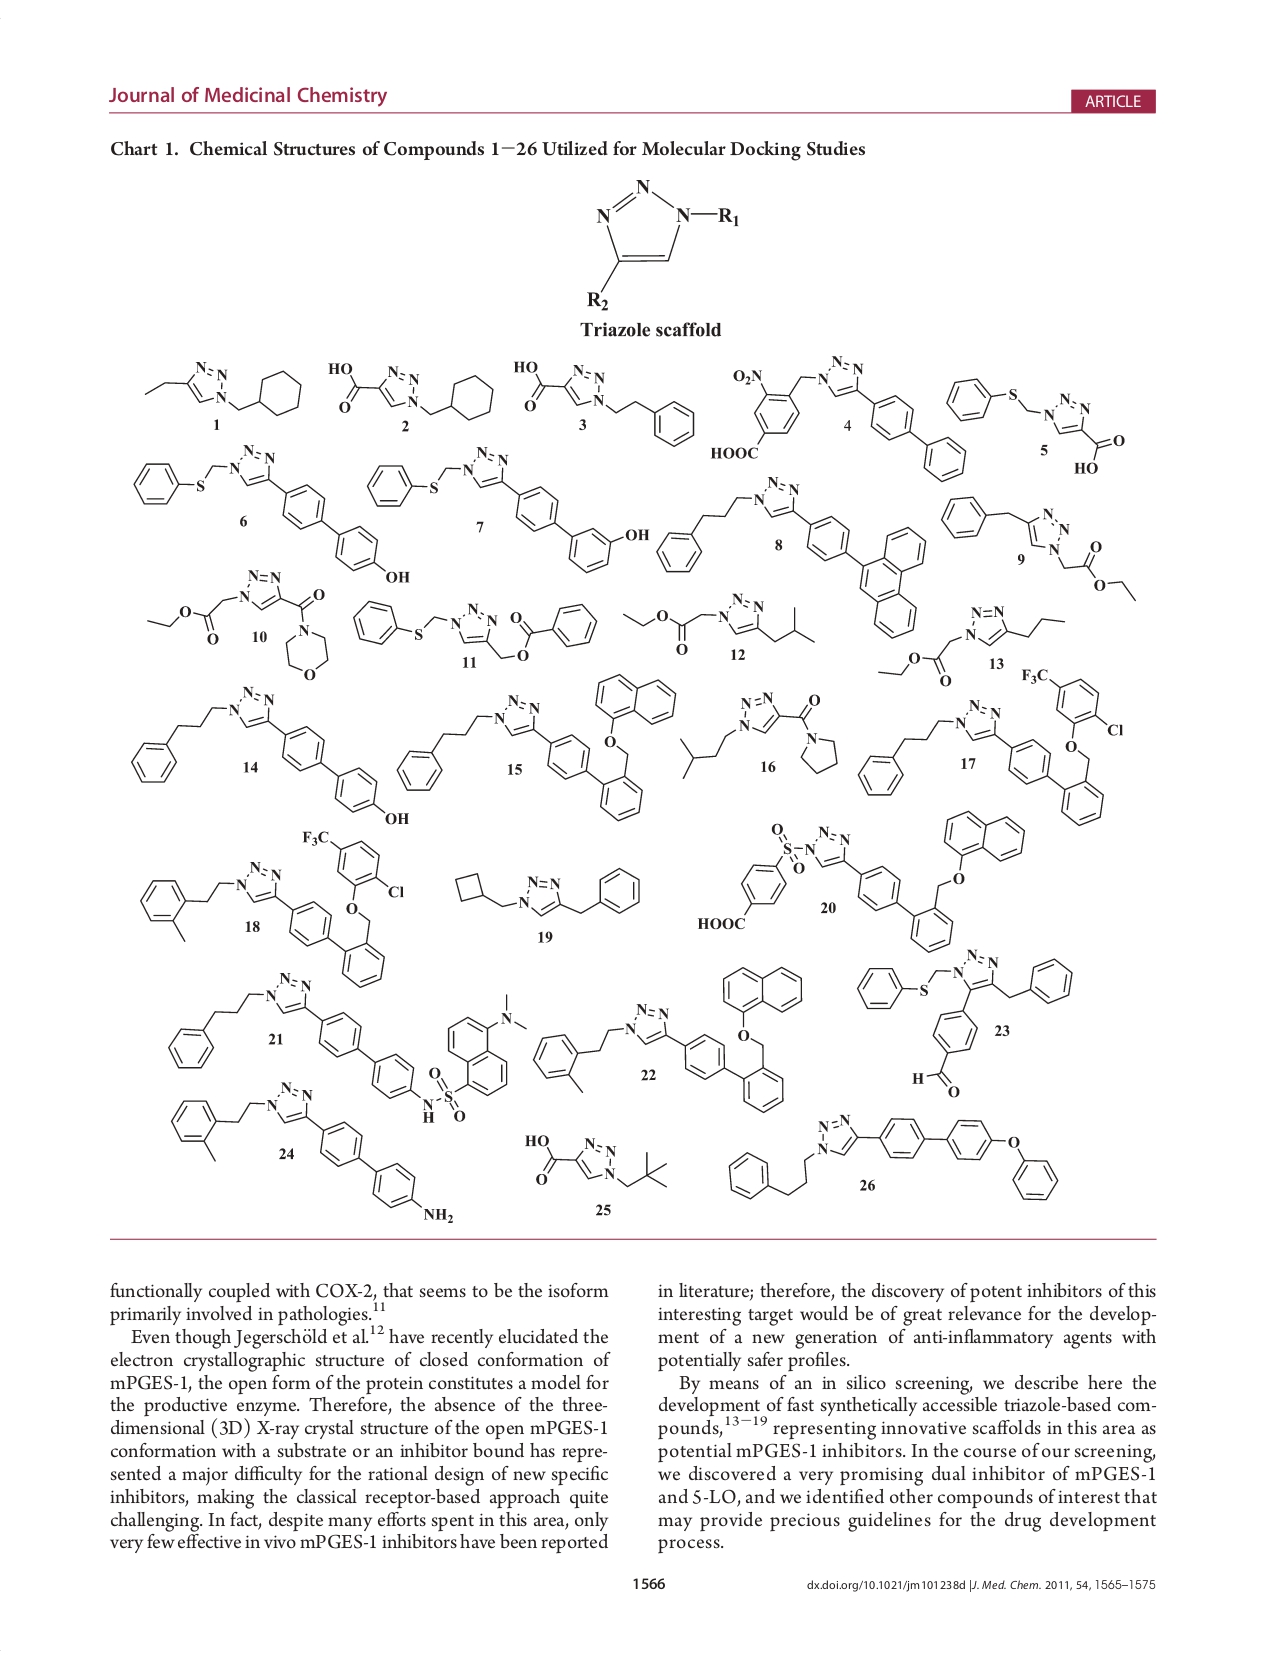 Journal of Medicinal Chemistry
ARTICLE
Chart 1. Chemical Structures of Compounds 1−26 Utilized for Molecular Docking Studies
N
N
N
R1
R2
Triazole scaffold
N N N
1
HO O N N N
2
HO O N N N
3
O2N HOOC N N N
4
S N N N O HO
5
S N N N OH
6
S N N N OH
7
N N N
8
N N N O O
9
O O N N N O N O
10
S N N N O O
11
O O N N N
12
N N N O O
13
N N N OH
14
N N N O
15
N N N O N
16
N N N F3C Cl O
17
N N N F3C Cl O
18
N N N
19
HOOC O S O N N N O
20
N N N N H O S O N
21
N N N O
22
S N N N H O
23
N N N NH2
24
HO O N N N
25
N N N O
26
functionally coupled with COX-2, that seems to be the isoform
primarily involved in pathologies.11
Even though Jegerschöld et al.12 have recently elucidated the
electron crystallographic structure of closed conformation of
mPGES-1, the open form of the protein constitutes a model for
the productive enzyme. Therefore, the absence of the three-
dimensional (3D) X-ray crystal structure of the open mPGES-1
conformation with a substrate or an inhibitor bound has repre-
sented a major difficulty for the rational design of new specific
inhibitors, making the classical receptor-based approach quite
challenging. In fact, despite many efforts spent in this area, only
very few effective in vivo mPGES-1 inhibitors have been reported
in literature; therefore, the discovery of potent inhibitors of this
interesting target would be of great relevance for the develop-
ment of a new generation of anti-inflammatory agents with
potentially safer profiles.
By means of an in silico screening, we describe here the
development of fast synthetically accessible triazole-based com-
pounds,13−19 representing innovative scaffolds in this area as
potential mPGES-1 inhibitors. In the course of our screening,
we discovered a very promising dual inhibitor of mPGES-1
and 5-LO, and we identified other compounds of interest that
may provide precious guidelines for the drug development
process.
1566
dx.doi.org/10.1021/jm101238d |J. Med. Chem. 2011, 54, 1565–1575